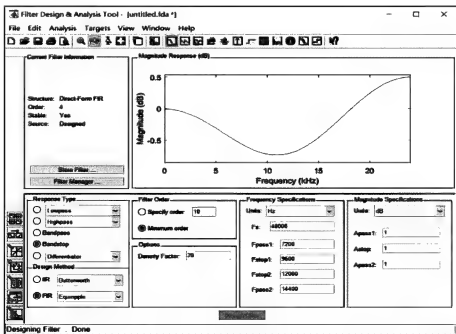 Filter Design & Analysis Tool - [untitled.fda *]
File Edit Analysis Targets View Window Help
Current Filter Information
Structure: Direct-Form FIR
Order: 4
Stable: Yes
Source: Designed
Store Filter ...
Filter Manager ...
Magnitude Response (dB)
Magnitude (dB)
0.5
0
-0.5
0 5 10 15 20
Frequency (kHz)
Response Type
Lowpass
Highpass
Bandpass
Bandstop
Differentiator
Design Method
IIR Butterworth
FIR Equiripple
Filter Order
Specify order: 10
Minimum order
Options
Density Factor: 20
Frequency Specifications
Units: Hz
Fs: 48000
Fpass1: 7200
Fstop1: 9600
Fstop2: 12000
Fpass2: 14400
Magnitude Specifications
Units: dB
Apass1: 1
Astop: 1
Apass2: 1
Design Filter
Designing Filter ... Done